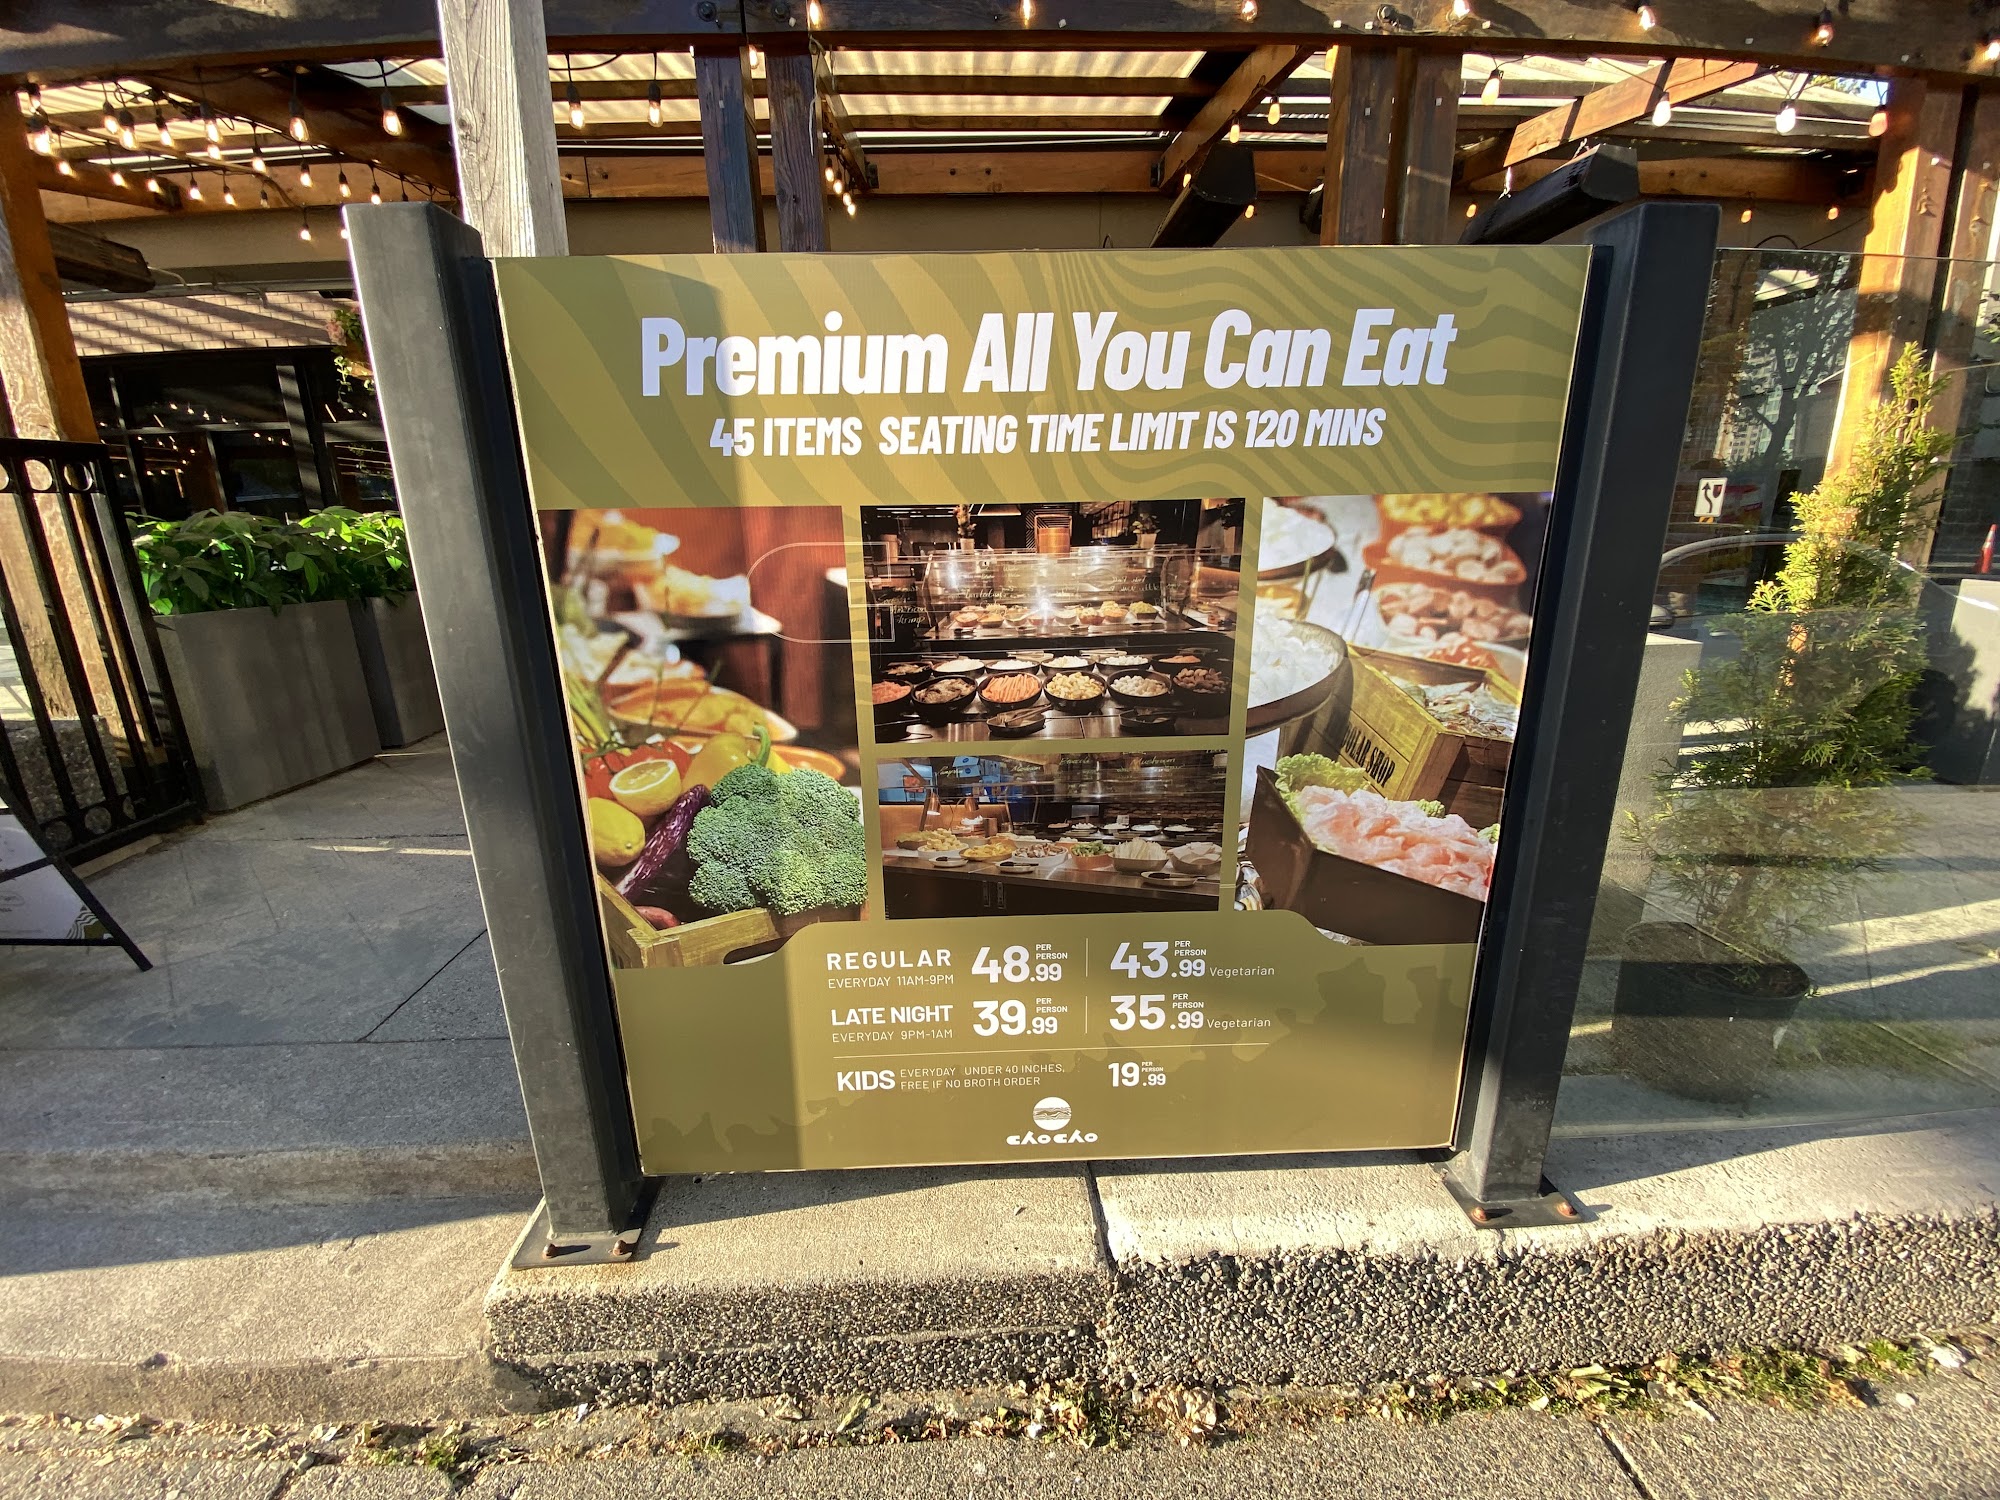 Premium All You Can Eat
45 ITEMS SEATING TIME LIMIT IS 120 MINS
SHOP
REGULAR 48.99 PER PERSON 43.99 PER PERSON Vegetarian
EVERYDAY 11AM-9PM
LATE NIGHT 39.99 PER PERSON 35.99 PER PERSON Vegetarian
EVERYDAY 9PM-1AM
KIDS EVERYDAY UNDER 40 INCHES, 19.99 PER PERSON
FREE IF NO BROTH ORDER
CHOCHO